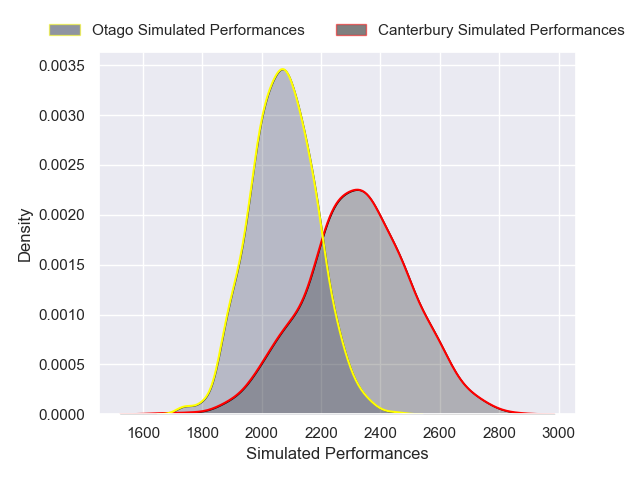 Otago Simulated Performances Canterbury Simulated Performances
0.0035
0.0030
0.0025
0.0020
0.0015
0.0010
0.0005
0.0000
Density
1600 1800 2000 2200 2400 2600 2800 3000
Simulated Performances